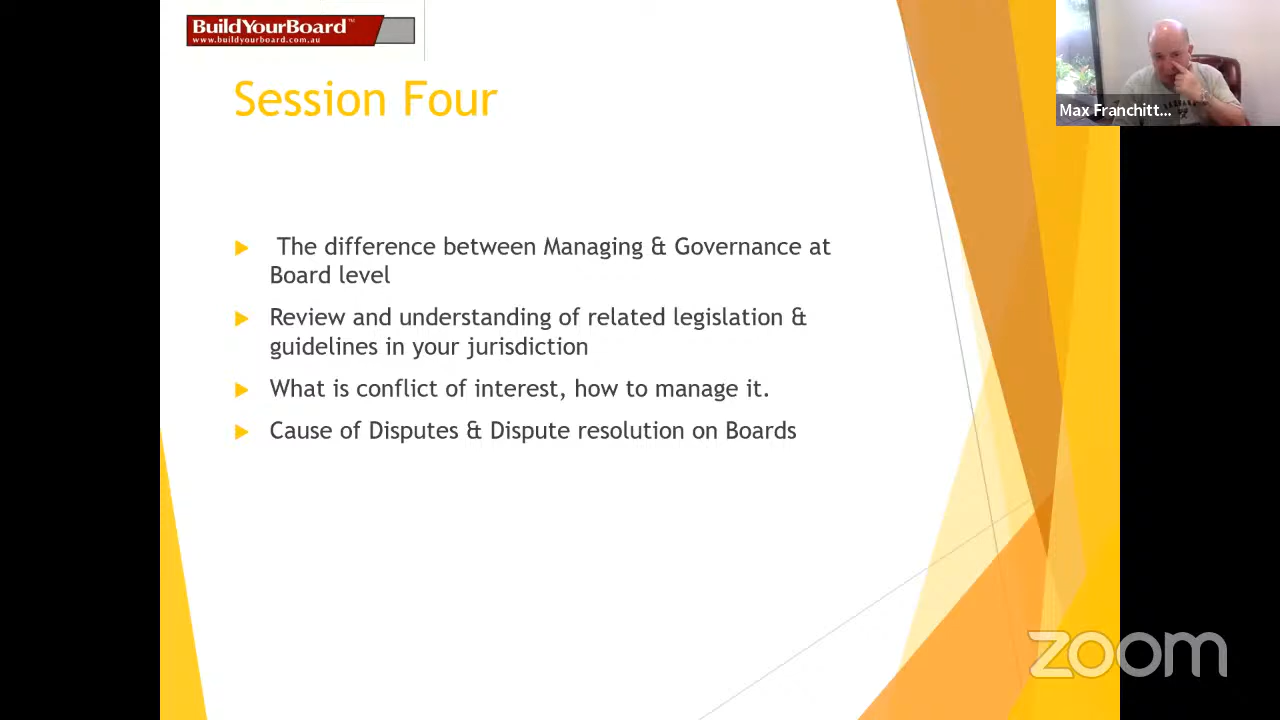 BuildYourBoard™
www.buildyourboard.com.au
Max Franchitt...
Session Four
The difference between Managing & Governance at
Board level
Review and understanding of related legislation &
guidelines in your jurisdiction
What is conflict of interest, how to manage it.
Cause of Disputes & Dispute resolution on Boards
zoom